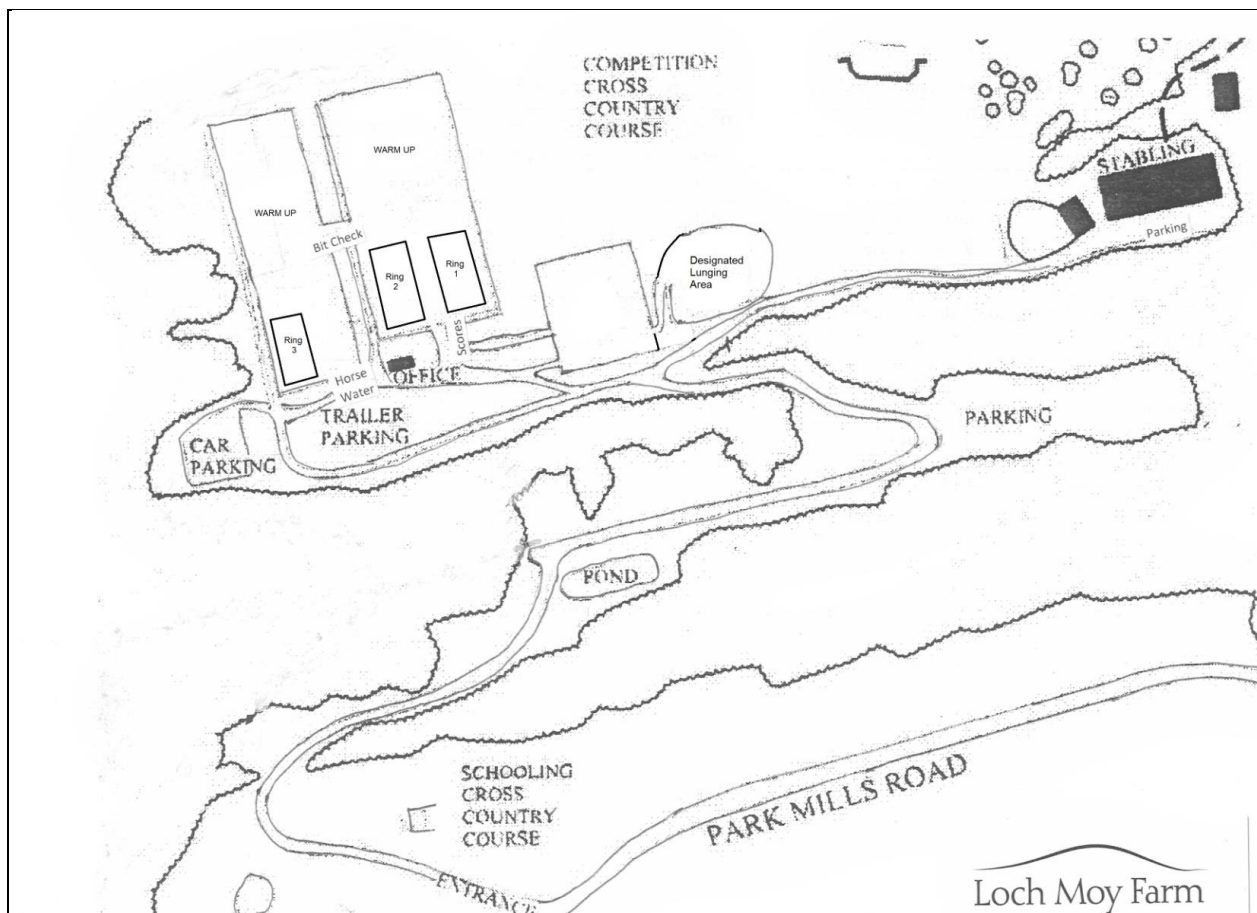 COMPETITION
CROSS
COUNTRY
COURSE
WARM UP
WARM UP
STABLING
Parking
Bit Check
Ring
1
Ring
2
Designated
Lunging
Area
Ring
3
Scores
OFFICE
Horse
Water
TRAILER
PARKING
CAR
PARKING
PARKING
POND
SCHOOLING
CROSS
COUNTRY
COURSE
PARK MILLS ROAD
ENTRANCE
Loch Moy Farm